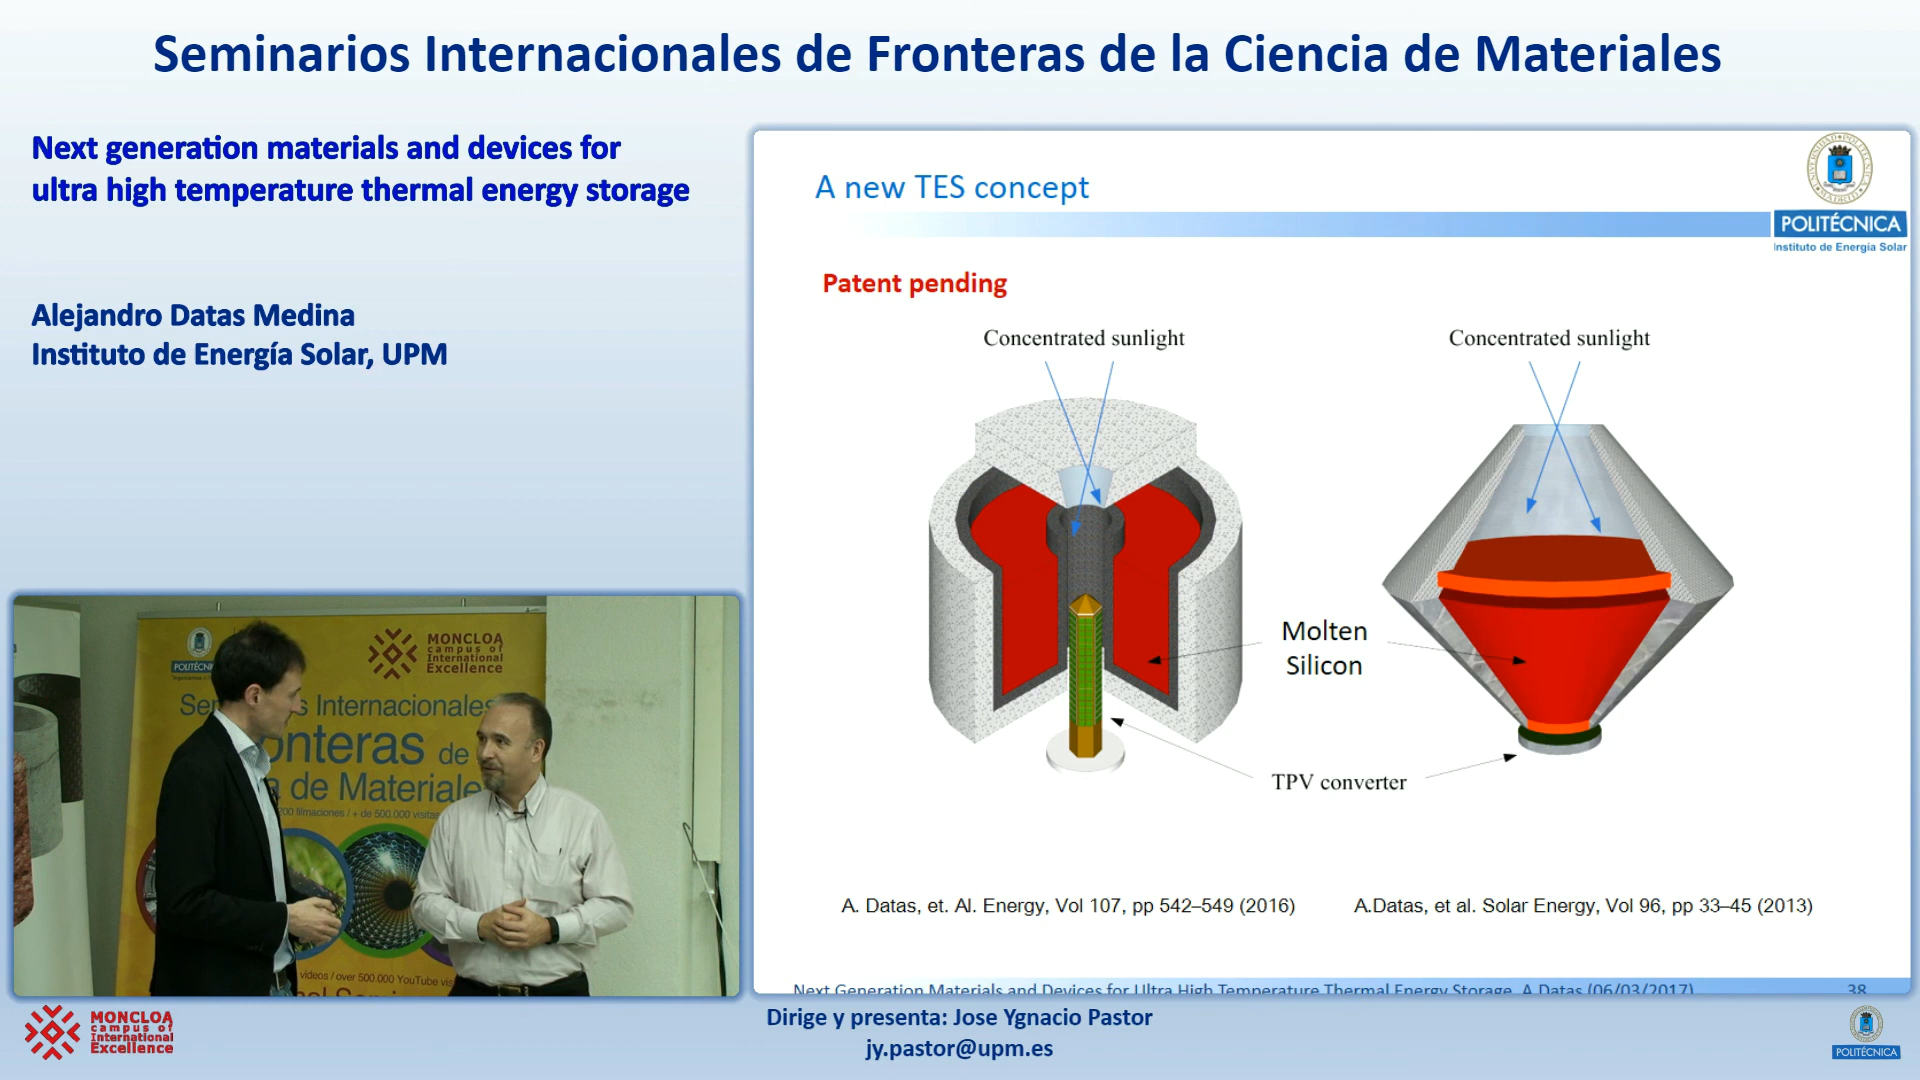 Seminarios Internacionales de Fronteras de la Ciencia de Materiales
Next generation materials and devices for
ultra high temperature thermal energy storage
Alejandro Datas Medina
Instituto de Energía Solar, UPM
A new TES concept
POLITÉCNICA
Instituto de Energía Solar
Patent pending
Concentrated sunlight
Concentrated sunlight
Molten
Silicon
TPV converter
A. Datas, et. Al. Energy, Vol 107, pp 542–549 (2016)
A.Datas, et al. Solar Energy, Vol 96, pp 33–45 (2013)
Next Generation Materials and Devices for Ultra High Temperature Thermal Energy Storage, A.Datas (06/03/2017)
38
MONCLOA
campus of
International
Excellence
Internacionales
onteras de
de Materiale
200 filmaciones / + de 500.000 visitas
videos / over 500.000 YouTube
MONCLOA
campus of
International
Excellence
Dirige y presenta: Jose Ygnacio Pastor
jy.pastor@upm.es
POLITÉCNICA